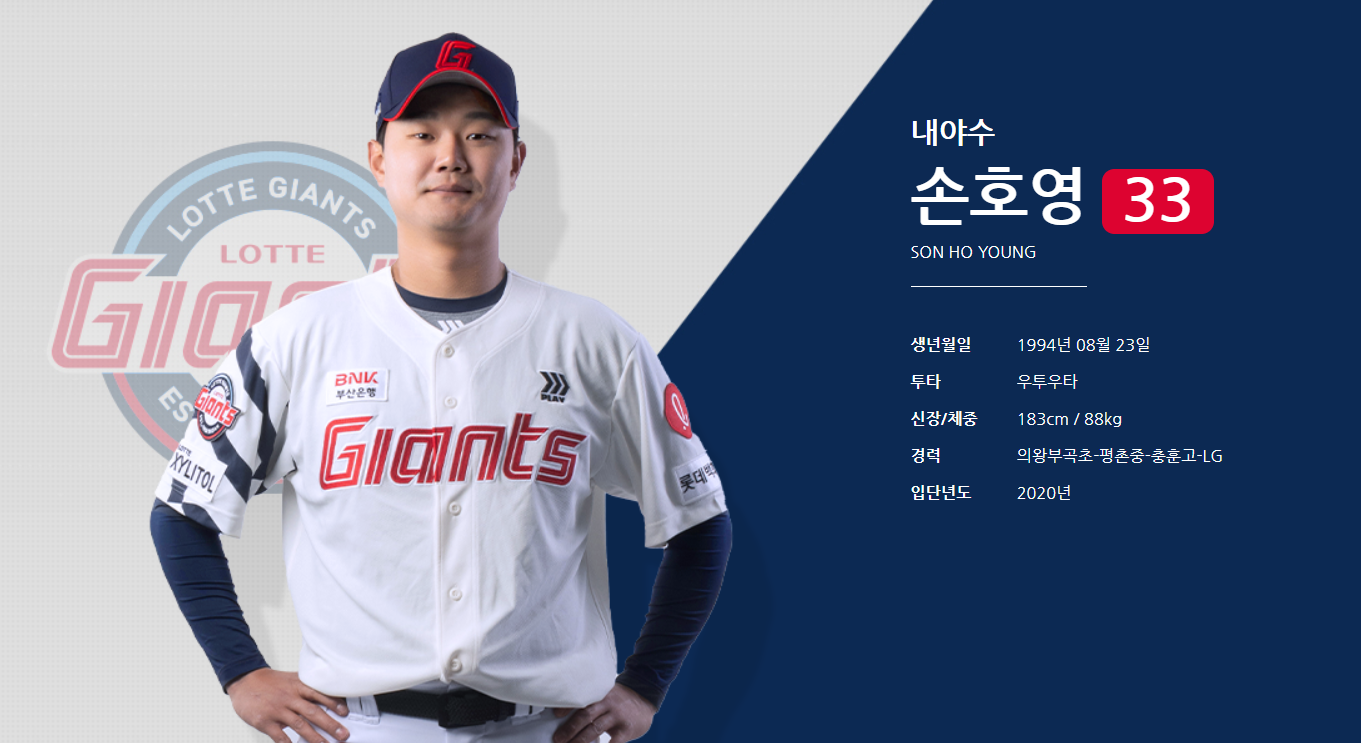 LOTTE GIANTS
LOTTE
Gian
ES
G
BNK
부산은행
PLAY
Giants
Giants
XYLITOL
롯데백
내야수
손호영 33
SON HO YOUNG
생년월일 1994년 08월 23일
투타 우투우타
신장/체중 183cm / 88kg
경력 의왕부곡초-평촌중-충훈고-LG
입단년도 2020년